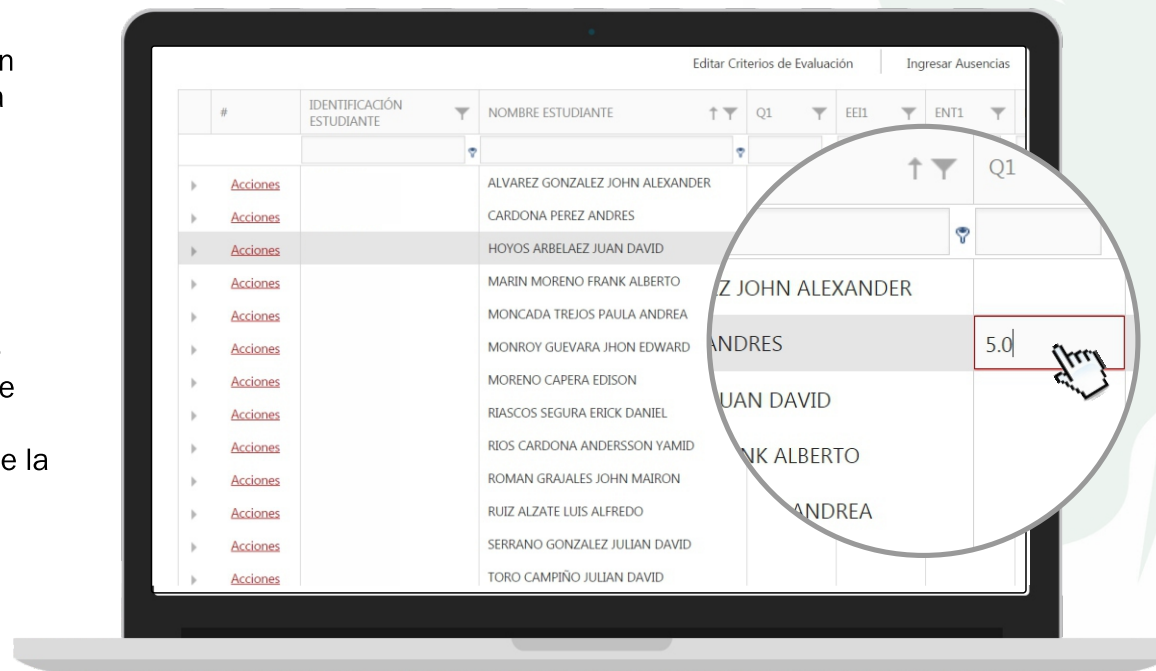 n
a
e
e la
Editar Criterios de Evaluación Ingresar Ausencias
# IDENTIFICACIÓN ESTUDIANTE NOMBRE ESTUDIANTE Q1 EEI1 ENT1
Acciones ALVAREZ GONZALEZ JOHN ALEXANDER
Acciones CARDONA PEREZ ANDRES
Acciones HOYOS ARBELAEZ JUAN DAVID
Acciones MARIN MORENO FRANK ALBERTO
Acciones MONCADA TREJOS PAULA ANDREA
Acciones MONROY GUEVARA JHON EDWARD
Acciones MORENO CAPERA EDISON
Acciones RIASCOS SEGURA ERICK DANIEL
Acciones RIOS CARDONA ANDERSSON YAMID
Acciones ROMAN GRAJALES JOHN MAIRON
Acciones RUIZ ALZATE LUIS ALFREDO
Acciones SERRANO GONZALEZ JULIAN DAVID
Acciones TORO CAMPIÑO JULIAN DAVID
Q1
Z JOHN ALEXANDER
ANDRES 5.0
UAN DAVID
NK ALBERTO
ANDREA